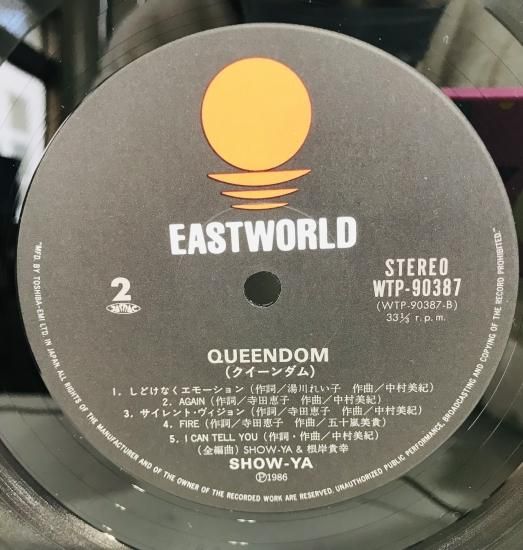 EASTWORLD
2
STEREO
WTP-90387
(WTP-90387-B)
33⅓ r.p.m.
QUEENDOM
(クイーンダム)
1. しどけなくエモーション (作詞/湯川れい子 作曲/中村美紀)
2. AGAIN (作詞/寺田恵子 作曲/中村美紀)
3. サイレント・ヴィジョン (作詞/寺田恵子 作曲/中村美紀)
4. FIRE (作詞/寺田恵子 作曲/五十嵐美貴)
5. I CAN TELL YOU (作詞・作曲/中村美紀)
(全編曲) SHOW-YA & 根岸貴幸
SHOW-YA
℗1986
"MFD. BY TOSHIBA-EMI LTD. IN JAPAN ALL RIGHTS OF THE MANUFACTURER AND OF THE OWNER OF THE RECORDED WORK ARE RESERVED. UNAUTHORIZED PUBLIC PERFORMANCE, BROADCASTING AND COPYING OF THE RECORD PROHIBITED."